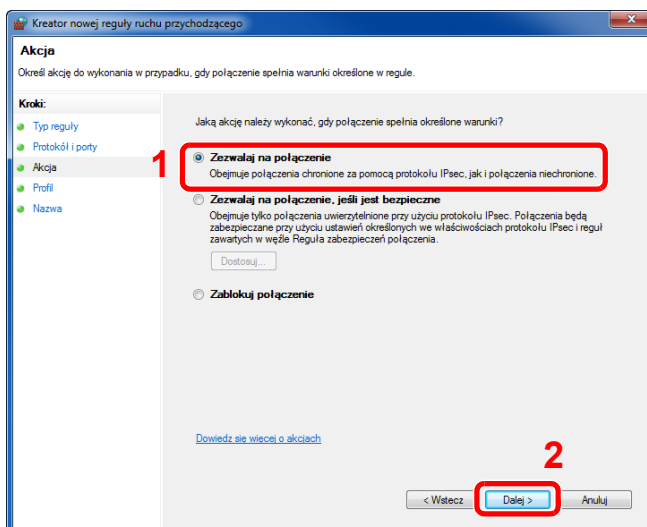 Kreator nowej reguły ruchu przychodzącego
Akcja
Określ akcję do wykonania w przypadku, gdy połączenie spełnia warunki określone w regule.
Kroki:
Typ reguły
Protokół i porty
Akcja
Profil
Nazwa
Jaką akcję należy wykonać, gdy połączenie spełnia określone warunki?
1
Zezwalaj na połączenie
Obejmuje połączenia chronione za pomocą protokołu IPsec, jak i połączenia niechronione.
Zezwalaj na połączenie, jeśli jest bezpieczne
Obejmuje tylko połączenia uwierzytelnione przy użyciu protokołu IPsec. Połączenia będą
zabezpieczane przy użyciu ustawień określonych we właściwościach protokołu IPsec i reguł
zawartych w węźle Reguła zabezpieczeń połączenia.
Dostosuj...
Zablokuj połączenie
Dowiedz się więcej o akcjach
2
< Wstecz
Dalej >
Anuluj